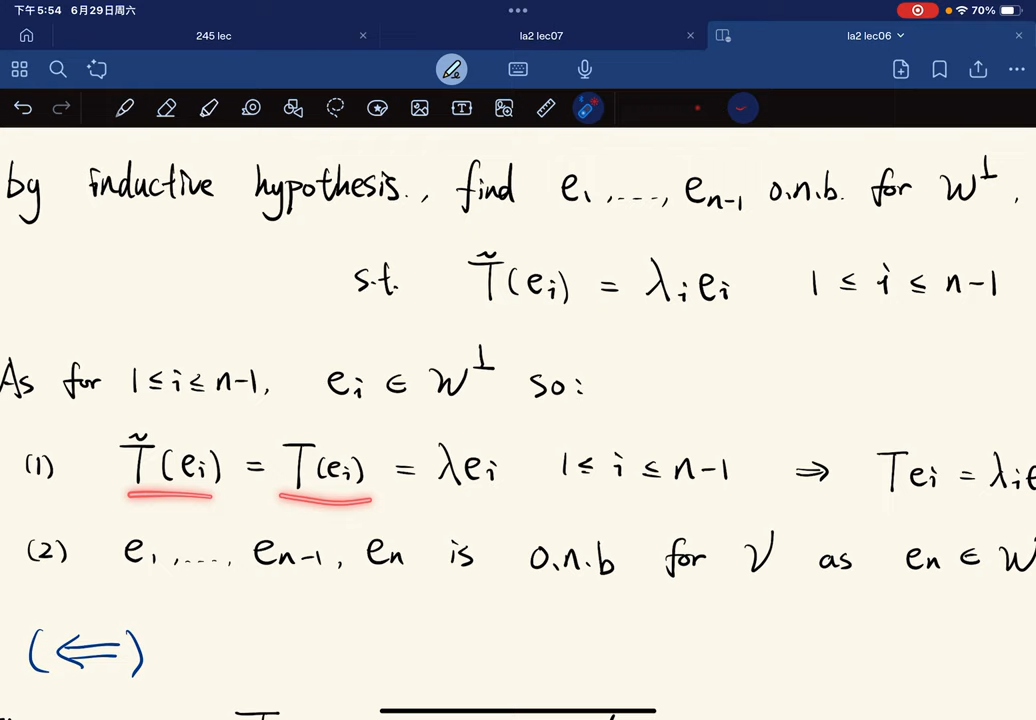 下午5:54 6月29日周六 70%
245 lec la2 lec07 la2 lec06
by inductive hypothesis., find e₁,...., eₙ₋₁ o.n.b. for W⊥.
s.t. T̃(eᵢ) = λᵢeᵢ 1 ≤ i ≤ n-1
As for 1 ≤ i ≤ n-1, eᵢ ∈ W⊥ so:
(1) T̃(eᵢ) = T(eᵢ) = λeᵢ 1 ≤ i ≤ n-1 ⇒ Teᵢ = λᵢe
(2) e₁,...., eₙ₋₁, eₙ is o.n.b for V as eₙ ∈ W
(⇐)